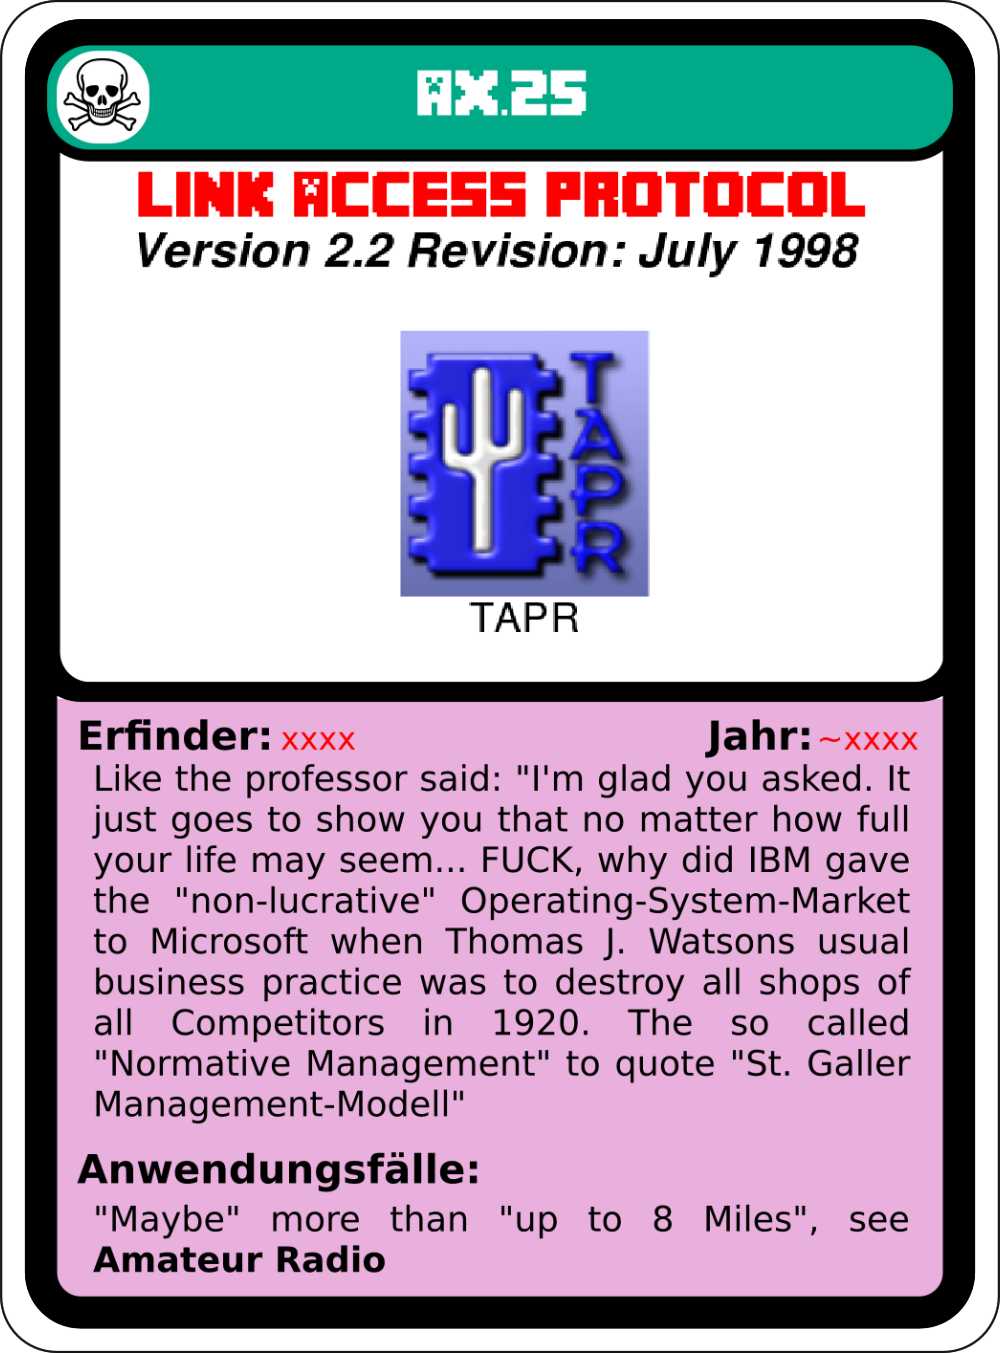 AX.25
LINK ACCESS PROTOCOL
Version 2.2 Revision: July 1998
TAPR
TAPR
Erfinder: xxxx Jahr: ~xxxx
Like the professor said: "I'm glad you asked. It
just goes to show you that no matter how full
your life may seem... FUCK, why did IBM gave
the "non-lucrative" Operating-System-Market
to Microsoft when Thomas J. Watsons usual
business practice was to destroy all shops of
all Competitors in 1920. The so called
"Normative Management" to quote "St. Galler
Management-Modell"
Anwendungsfälle:
"Maybe" more than "up to 8 Miles", see
Amateur Radio